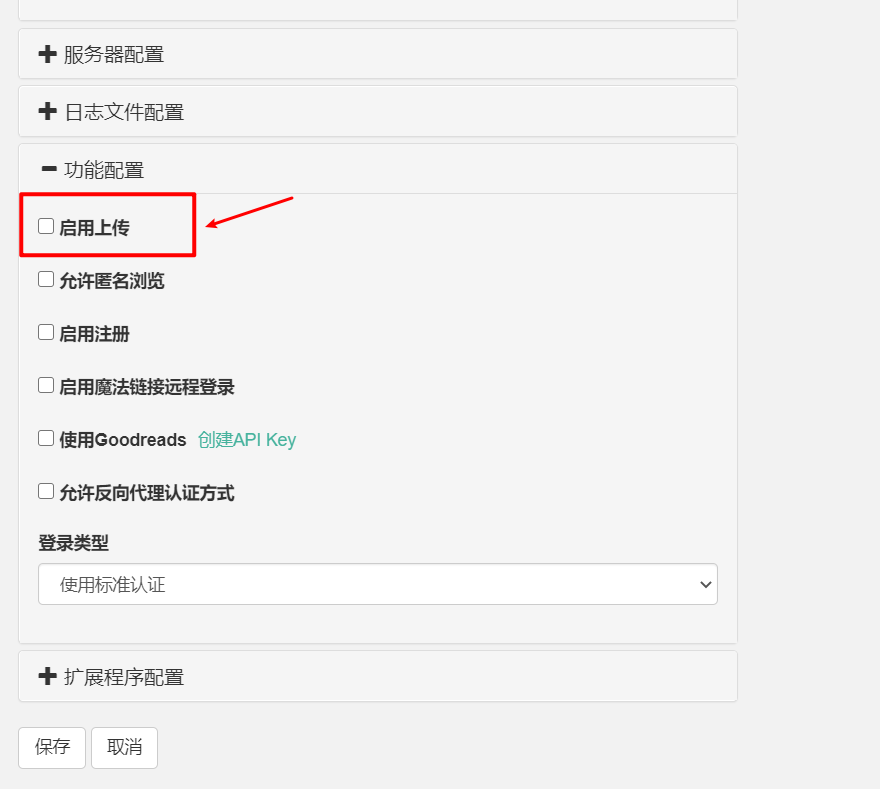 服务器配置
日志文件配置
功能配置
启用上传
允许匿名浏览
启用注册
启用魔法链接远程登录
使用Goodreads 创建API Key
允许反向代理认证方式
登录类型
使用标准认证
扩展程序配置
保存 取消